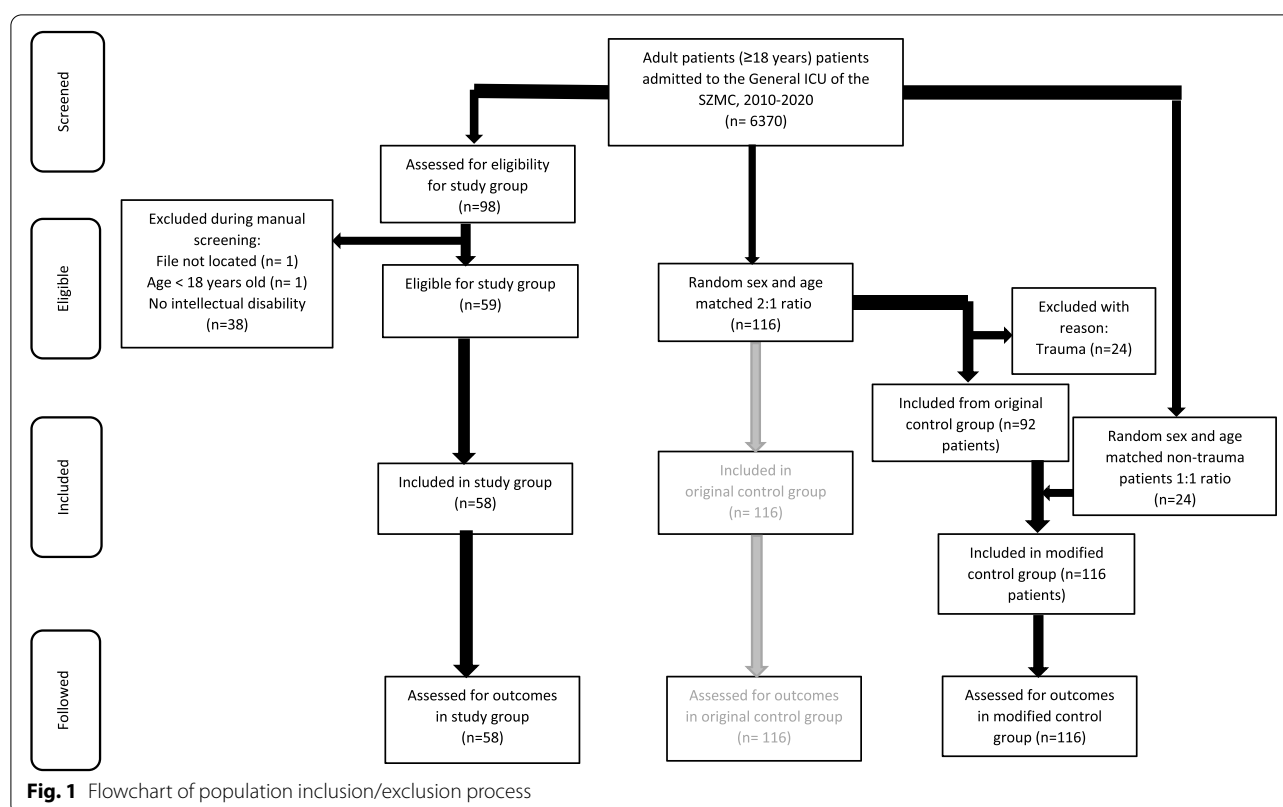 Screened
Adult patients (≥18 years) patients
admitted to the General ICU of the
SZMC, 2010-2020
(n= 6370)
Assessed for eligibility
for study group
(n=98)
Eligible
Excluded during manual
screening:
File not located (n= 1)
Age < 18 years old (n= 1)
No intellectual disability
(n=38)
Eligible for study group
(n=59)
Random sex and age
matched 2:1 ratio
(n=116)
Excluded with
reason:
Trauma (n=24)
Included from original
control group (n=92
patients)
Random sex and age
matched non-trauma
patients 1:1 ratio
(n=24)
Included
Included in study group
(n=58)
Included in
original control group
(n= 116)
Included in modified
control group (n=116
patients)
Followed
Assessed for outcomes
in study group
(n=58)
Assessed for outcomes
in original control group
(n= 116)
Assessed for outcomes
in modified control
group (n=116)
Fig. 1 Flowchart of population inclusion/exclusion process